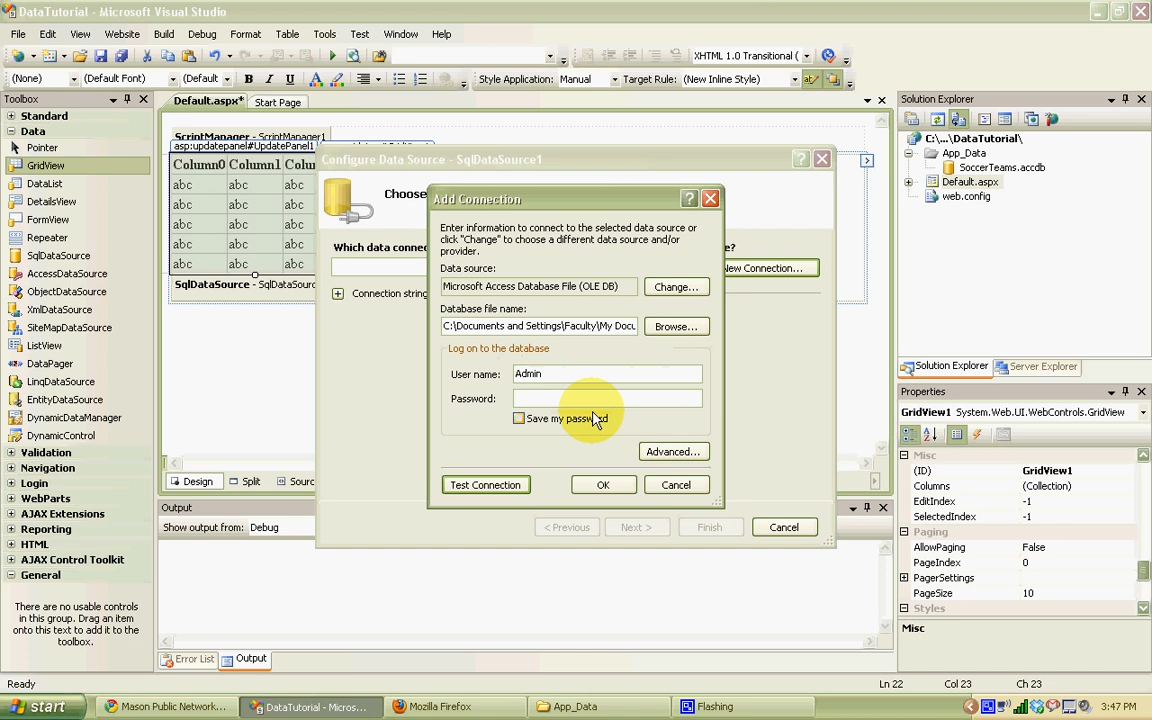 DataTutorial - Microsoft Visual Studio
File Edit View Website Build Debug Format Table Tools Test Window Help
XHTML 1.0 Transitional (
(None) (Default Font) (Default B I U A Style Application: Manual Target Rule: (New Inline Style)
Toolbox
Standard
Data
Pointer
GridView
DataList
DetailsView
FormView
Repeater
SqlDataSource
AccessDataSource
ObjectDataSource
XmlDataSource
SiteMapDataSource
ListView
DataPager
LinqDataSource
EntityDataSource
DynamicDataManager
DynamicControl
Validation
Navigation
Login
WebParts
AJAX Extensions
Reporting
HTML
AJAX Control Toolkit
General
There are no usable controls
in this group. Drag an item
onto this text to add it to the
toolbox.
Default.aspx* Start Page
ScriptManager - ScriptManager1
asp:updatepanel#UpdatePanel1
Column0 Column1 Colu
abc abc abc
abc abc abc
abc abc abc
abc abc abc
abc abc abc
SqlDataSource - SqlDataSourc
Design Split Sourc
Configure Data Source - SqlDataSource1
Choose
Which data connec e?
New Connection...
Connection string
< Previous Next > Finish Cancel
Add Connection
Enter information to connect to the selected data source or
click "Change" to choose a different data source and/or
provider.
Data source:
Microsoft Access Database File (OLE DB) Change...
Database file name:
C:\Documents and Settings\Faculty\My Docu Browse...
Log on to the database
User name: Admin
Password:
Save my password
Advanced...
Test Connection OK Cancel
Output
Show output from: Debug
Error List Output
Solution Explorer
C:\...\DataTutorial\
App_Data
SoccerTeams.accdb
Default.aspx
web.config
Solution Explorer Server Explorer
Properties
GridView1 System.Web.UI.WebControls.GridView
Misc
(ID) GridView1
Columns (Collection)
EditIndex -1
SelectedIndex -1
Paging
AllowPaging False
PageIndex 0
PagerSettings
PageSize 10
Styles
Misc
Ready Ln 22 Col 23 Ch 23
start Mason Public Network... DataTutorial - Micros... Mozilla Firefox App_Data Flashing 3:47 PM